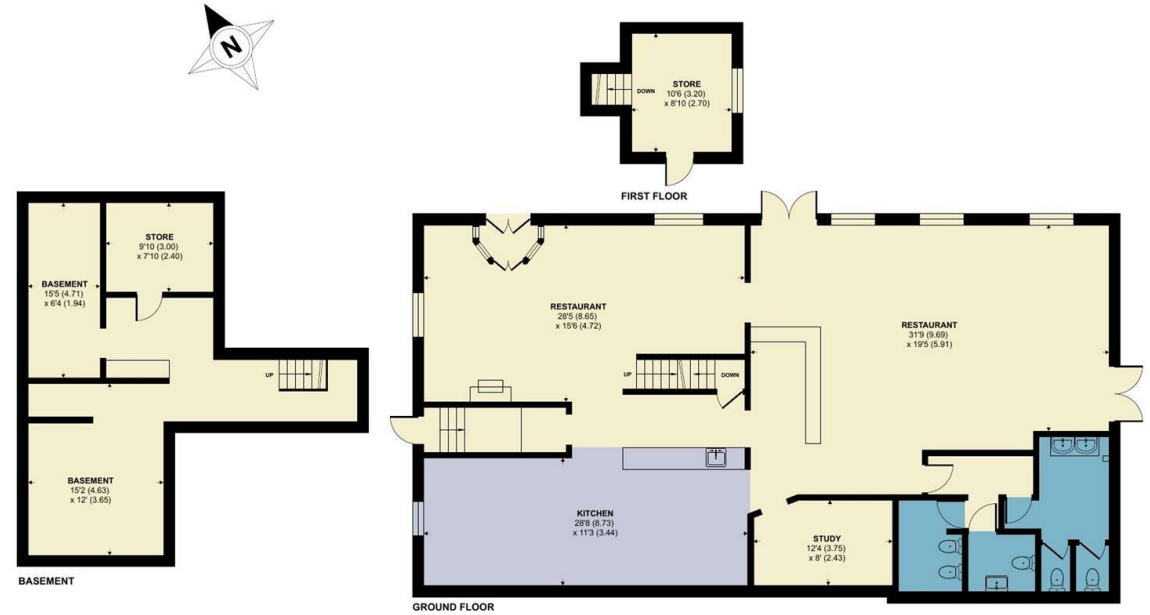 N
STORE
10'6 (3.20)
x 8'10 (2.70)
DOWN
FIRST FLOOR
STORE
9'10 (3.00)
x 7'10 (2.40)
BASEMENT
15'5 (4.71)
x 6'4 (1.94)
UP
BASEMENT
15'2 (4.63)
x 12' (3.65)
BASEMENT
RESTAURANT
28'5 (8.65)
x 15'6 (4.72)
RESTAURANT
31'9 (9.69)
x 19'5 (5.91)
UP
DOWN
KITCHEN
28'8 (8.73)
x 11'3 (3.44)
STUDY
12'4 (3.75)
x 8' (2.43)
GROUND FLOOR